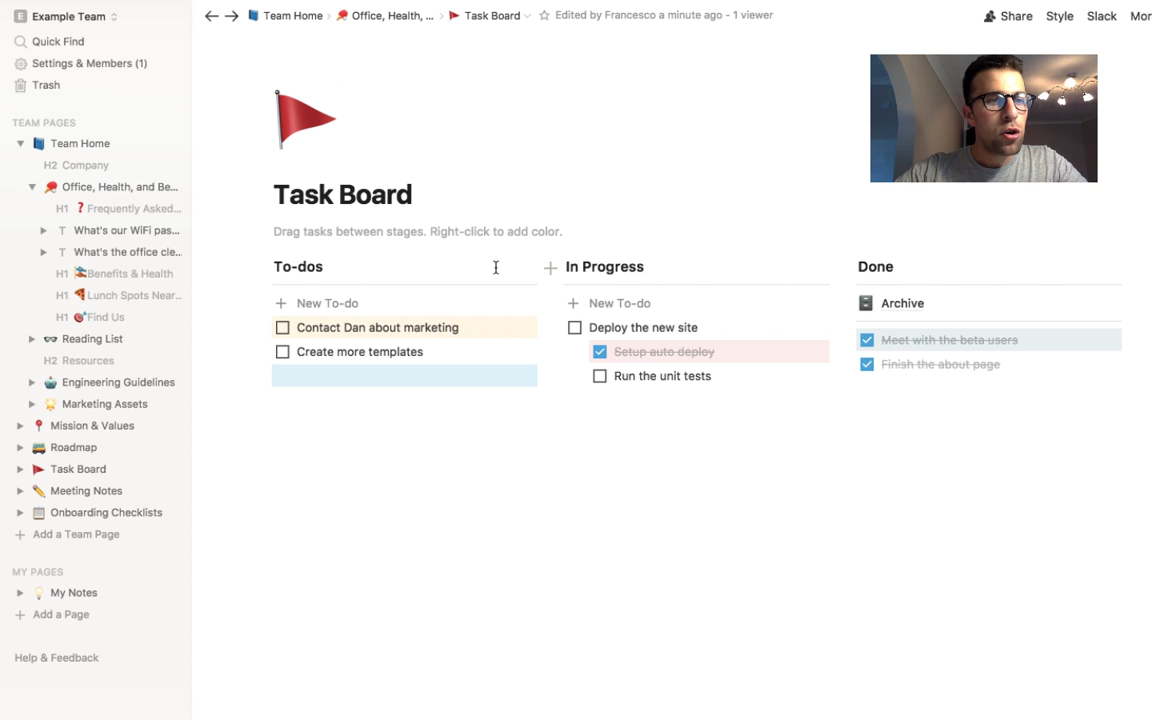 E Example Team
Quick Find
Settings & Members (1)
Trash
TEAM PAGES
Team Home
H2 Company
Office, Health, and Be...
H1 ❓Frequently Asked...
T What's our WiFi pas...
T What's the office cle...
H1 Benefits & Health
H1 Lunch Spots Near...
H1 Find Us
Reading List
H2 Resources
Engineering Guidelines
Marketing Assets
Mission & Values
Roadmap
Task Board
Meeting Notes
Onboarding Checklists
+ Add a Team Page
MY PAGES
My Notes
+ Add a Page
Help & Feedback
Team Home › Office, Health, ... › Task Board Edited by Francesco a minute ago - 1 viewer
Share Style Slack Mor
Task Board
Drag tasks between stages. Right-click to add color.
To-dos
+ New To-do
Contact Dan about marketing
Create more templates
In Progress
+ New To-do
Deploy the new site
Setup auto deploy
Run the unit tests
Done
Archive
Meet with the beta users
Finish the about page